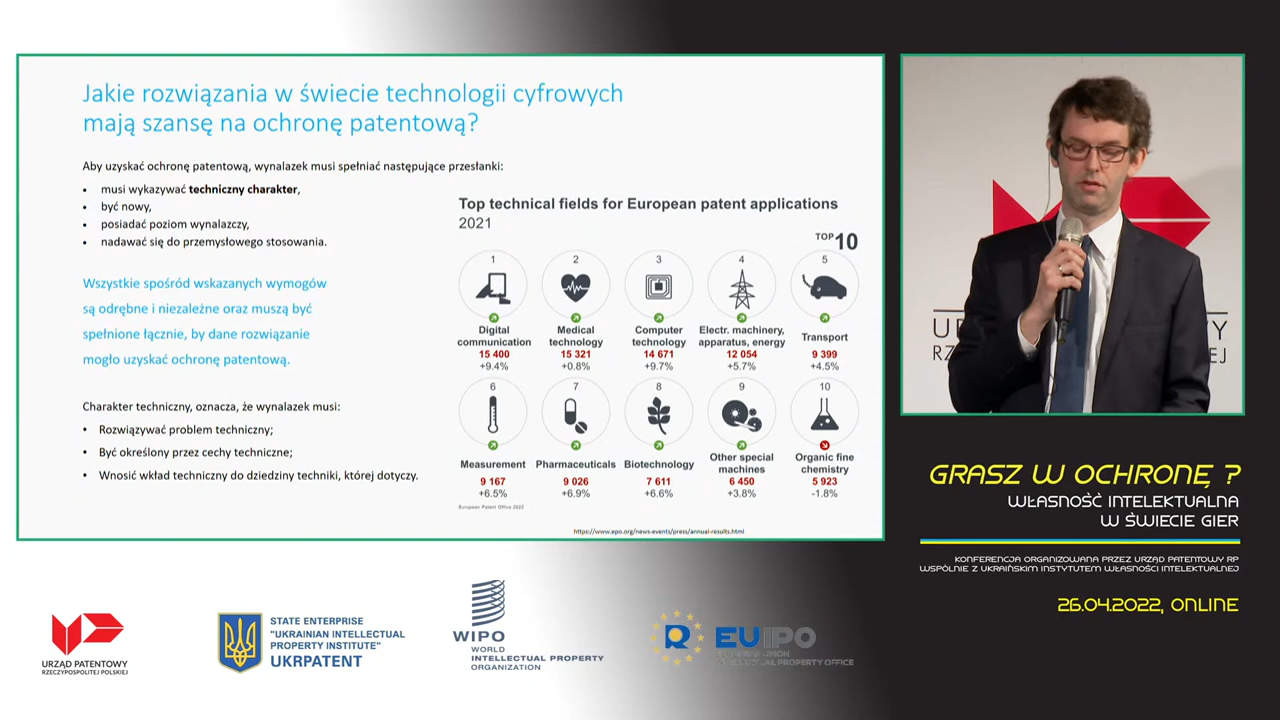 Jakie rozwiązania w świecie technologii cyfrowych
mają szansę na ochronę patentową?
Aby uzyskać ochronę patentową, wynalazek musi spełniać następujące przesłanki:
• musi wykazywać techniczny charakter,
• być nowy,
• posiadać poziom wynalazczy,
• nadawać się do przemysłowego stosowania.
Wszystkie spośród wskazanych wymogów
są odrębne i niezależne oraz muszą być
spełnione łącznie, by dane rozwiązanie
mogło uzyskać ochronę patentową.
Charakter techniczny, oznacza, że wynalazek musi:
• Rozwiązywać problem techniczny;
• Być określony przez cechy techniczne;
• Wnosić wkład techniczny do dziedziny techniki, której dotyczy.
Top technical fields for European patent applications
2021
TOP 10
1
Digital
communication
15 400
+9.4%
2
Medical
technology
15 321
+0.8%
3
Computer
technology
14 671
+9.7%
4
Electr. machinery,
apparatus, energy
12 054
+5.7%
5
Transport
9 399
+4.5%
6
Measurement
9 167
+6.5%
7
Pharmaceuticals
9 026
+6.9%
8
Biotechnology
7 611
+6.6%
9
Other special
machines
6 450
+3.8%
10
Organic fine
chemistry
5 923
-1.8%
European Patent Office 2022
https://www.epo.org/news-events/press/annual-results.html
GRASZ W OCHRONĘ ?
WŁASNOŚĆ INTELEKTUALNA
W ŚWIECIE GIER
KONFERENCJA ORGANIZOWANA PRZEZ URZĄD PATENTOWY RP
WSPÓLNIE Z UKRAIŃSKIM INSTYTUTEM WŁASNOŚCI INTELEKTUALNEJ
26.04.2022, ONLINE
URZĄD PATENTOWY
RZECZYPOSPOLITEJ POLSKIEJ
STATE ENTERPRISE
"UKRAINIAN INTELLECTUAL
PROPERTY INSTITUTE"
UKRPATENT
WIPO
WORLD
INTELLECTUAL PROPERTY
ORGANIZATION
R
EUIPO
EUROPEAN UNION
INTELLECTUAL PROPERTY OFFICE